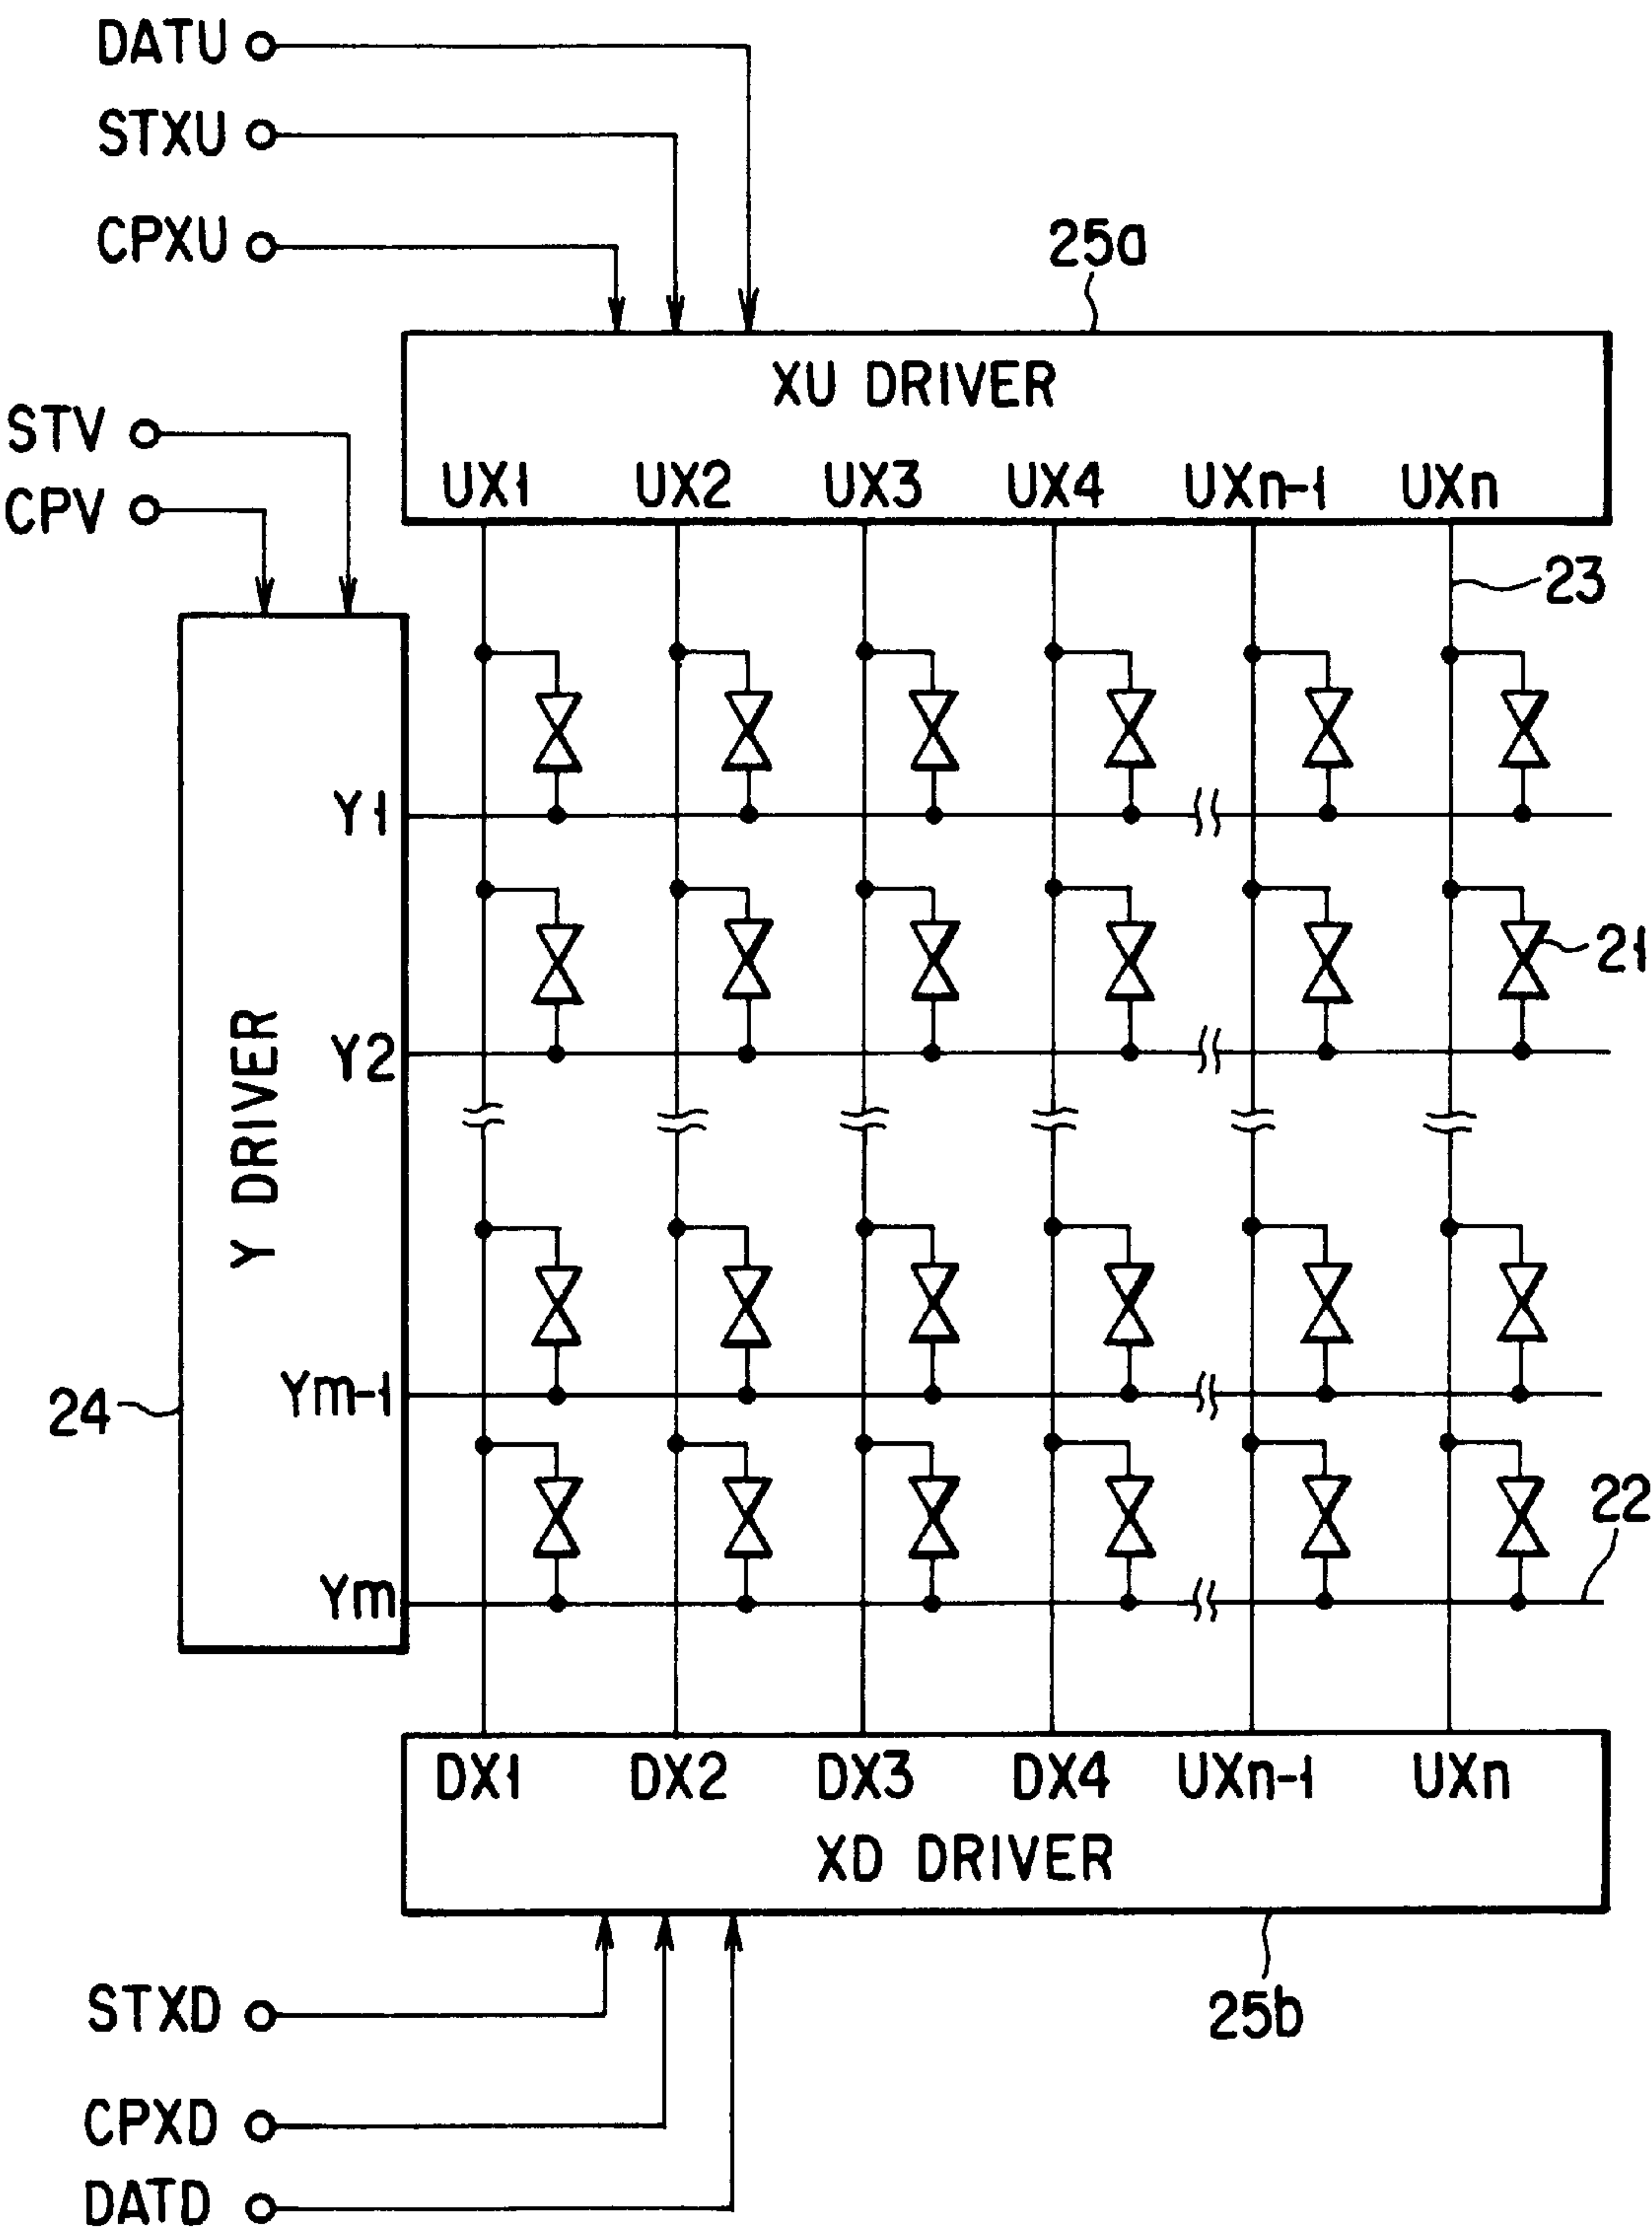 DATU
STXU
CPXU
25a
XU DRIVER
STV
CPV
UX1 UX2 UX3 UX4 UXn-1 UXn
23
Y1
21
Y2
Y DRIVER
24
Ym-1
22
Ym
DX1 DX2 DX3 DX4 UXn-1 UXn
XD DRIVER
25b
STXD
CPXD
DATD